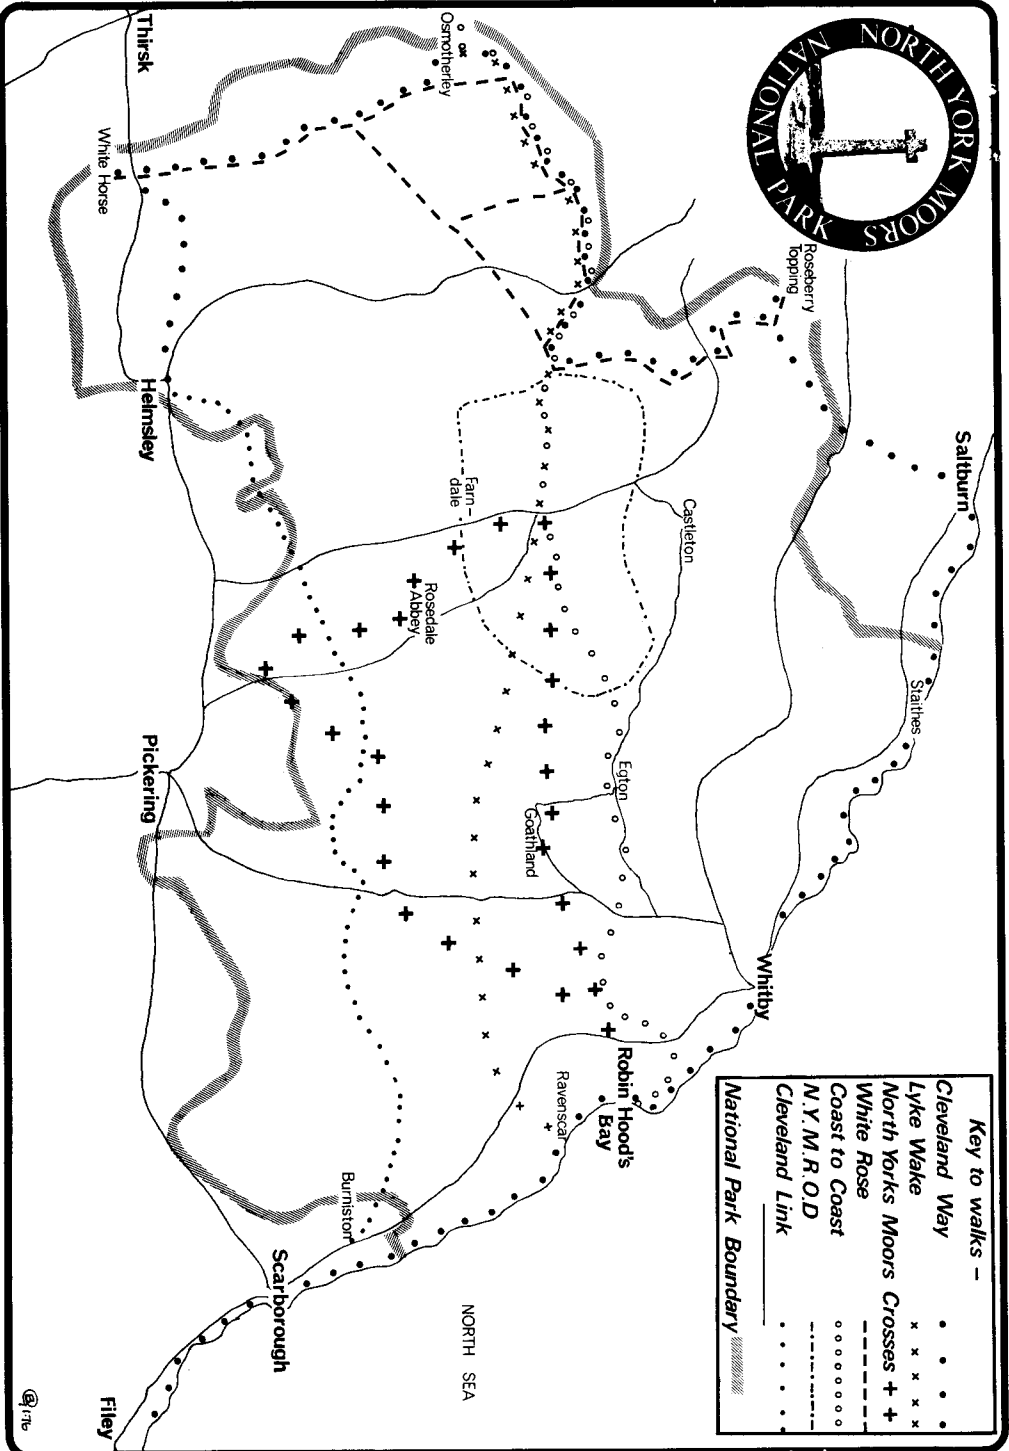 NORTH YORK MOORS
NATIONAL PARK
Thirsk
Osmotherley
White Horse
Roseberry
Topping
Saltburn
Helmsley
Farn-
dale
Castleton
Rosedale
Abbey
Staithes
Pickering
Egton
Goathland
Whitby
Robin Hood's
Bay
Ravenscar
Burniston
Scarborough
NORTH SEA
Filey
Key to walks –
Cleveland Way
Lyke Wake
North Yorks Moors Crosses + +
White Rose
Coast to Coast
N.Y.M.R.O.D
Cleveland Link
National Park Boundary